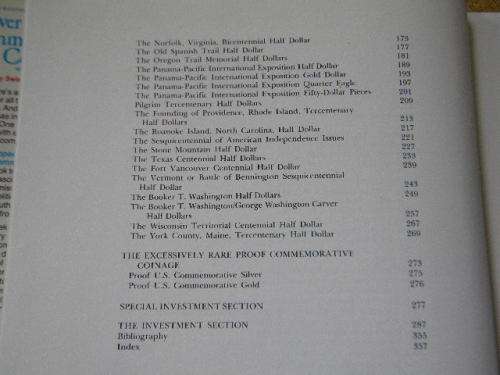 The Norfolk, Virginia, Bicentennial Half Dollar 175
The Old Spanish Trail Half Dollar 177
The Oregon Trail Memorial Half Dollars 181
The Panama-Pacific International Exposition Half Dollar 189
The Panama-Pacific International Exposition Gold Dollar 193
The Panama-Pacific International Exposition Quarter Eagle 197
The Panama-Pacific International Exposition Fifty-Dollar Pieces 201
Pilgrim Tercentenary Half Dollars 209
The Founding of Providence, Rhode Island, Tercentenary
Half Dollars 213
The Roanoke Island, North Carolina, Half Dollar 217
The Sesquicentennial of American Independence Issues 221
The Stone Mountain Half Dollar 227
The Texas Centennial Half Dollars 233
The Fort Vancouver Centennial Half Dollar 239
The Vermont or Battle of Bennington Sesquicentennial
Half Dollar 243
The Booker T. Washington Half Dollars 249
The Booker T. Washington/George Washington Carver
Half Dollars 257
The Wisconsin Territorial Centennial Half Dollar 267
The York County, Maine, Tercentenary Half Dollar 269
THE EXCESSIVELY RARE PROOF COMMEMORATIVE
COINAGE 273
Proof U.S. Commemorative Silver 275
Proof U.S. Commemorative Gold 276
SPECIAL INVESTMENT SECTION 277
THE INVESTMENT SECTION 287
Bibliography 355
Index 357